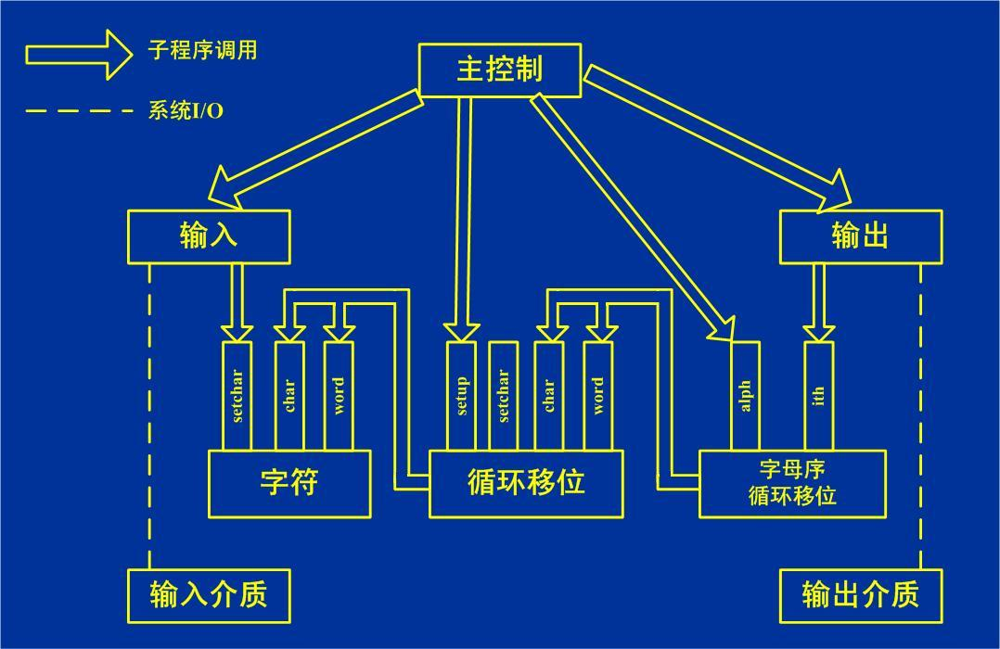 子程序调用
系统I/O
主控制
输入
输出
setchar
char
word
setup
setchar
char
word
alph
ith
字符
循环移位
字母序
循环移位
输入介质
输出介质